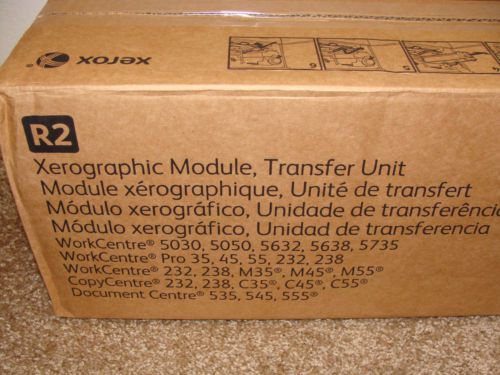 xerox
R2
Xerographic Module, Transfer Unit
Module xérographique, Unité de transfert
Módulo xerográfico, Unidade de transferênci
Módulo xerográfico, Unidad de transferencia
WorkCentre® 5030, 5050, 5632, 5638, 5735
WorkCentre® Pro 35, 45, 55, 232, 238
WorkCentre® 232, 238, M35®, M45®, M55®
CopyCentre® 232, 238, C35®, C45®, C55®
Document Centre® 535, 545, 555®